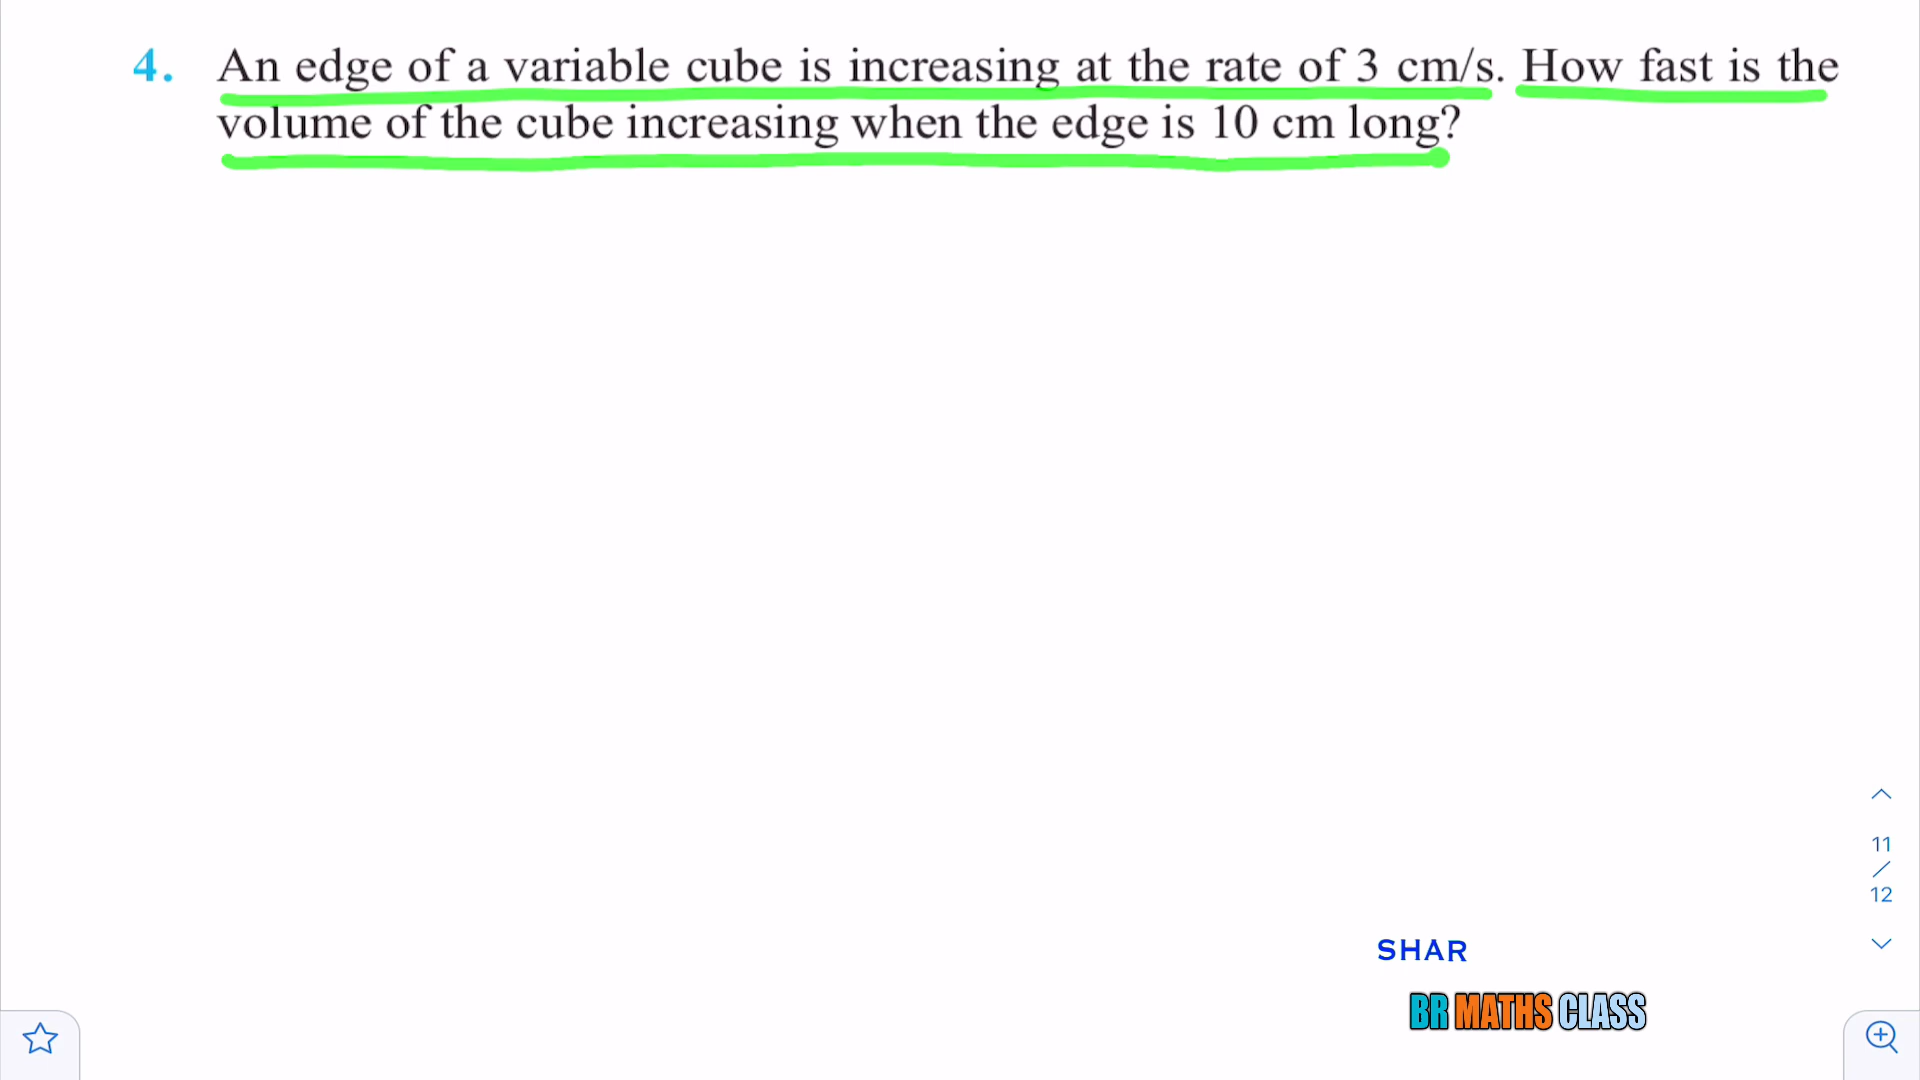 4. An edge of a variable cube is increasing at the rate of 3 cm/s. How fast is the
volume of the cube increasing when the edge is 10 cm long?
11
/
12
SHAR
BR MATHS CLASS